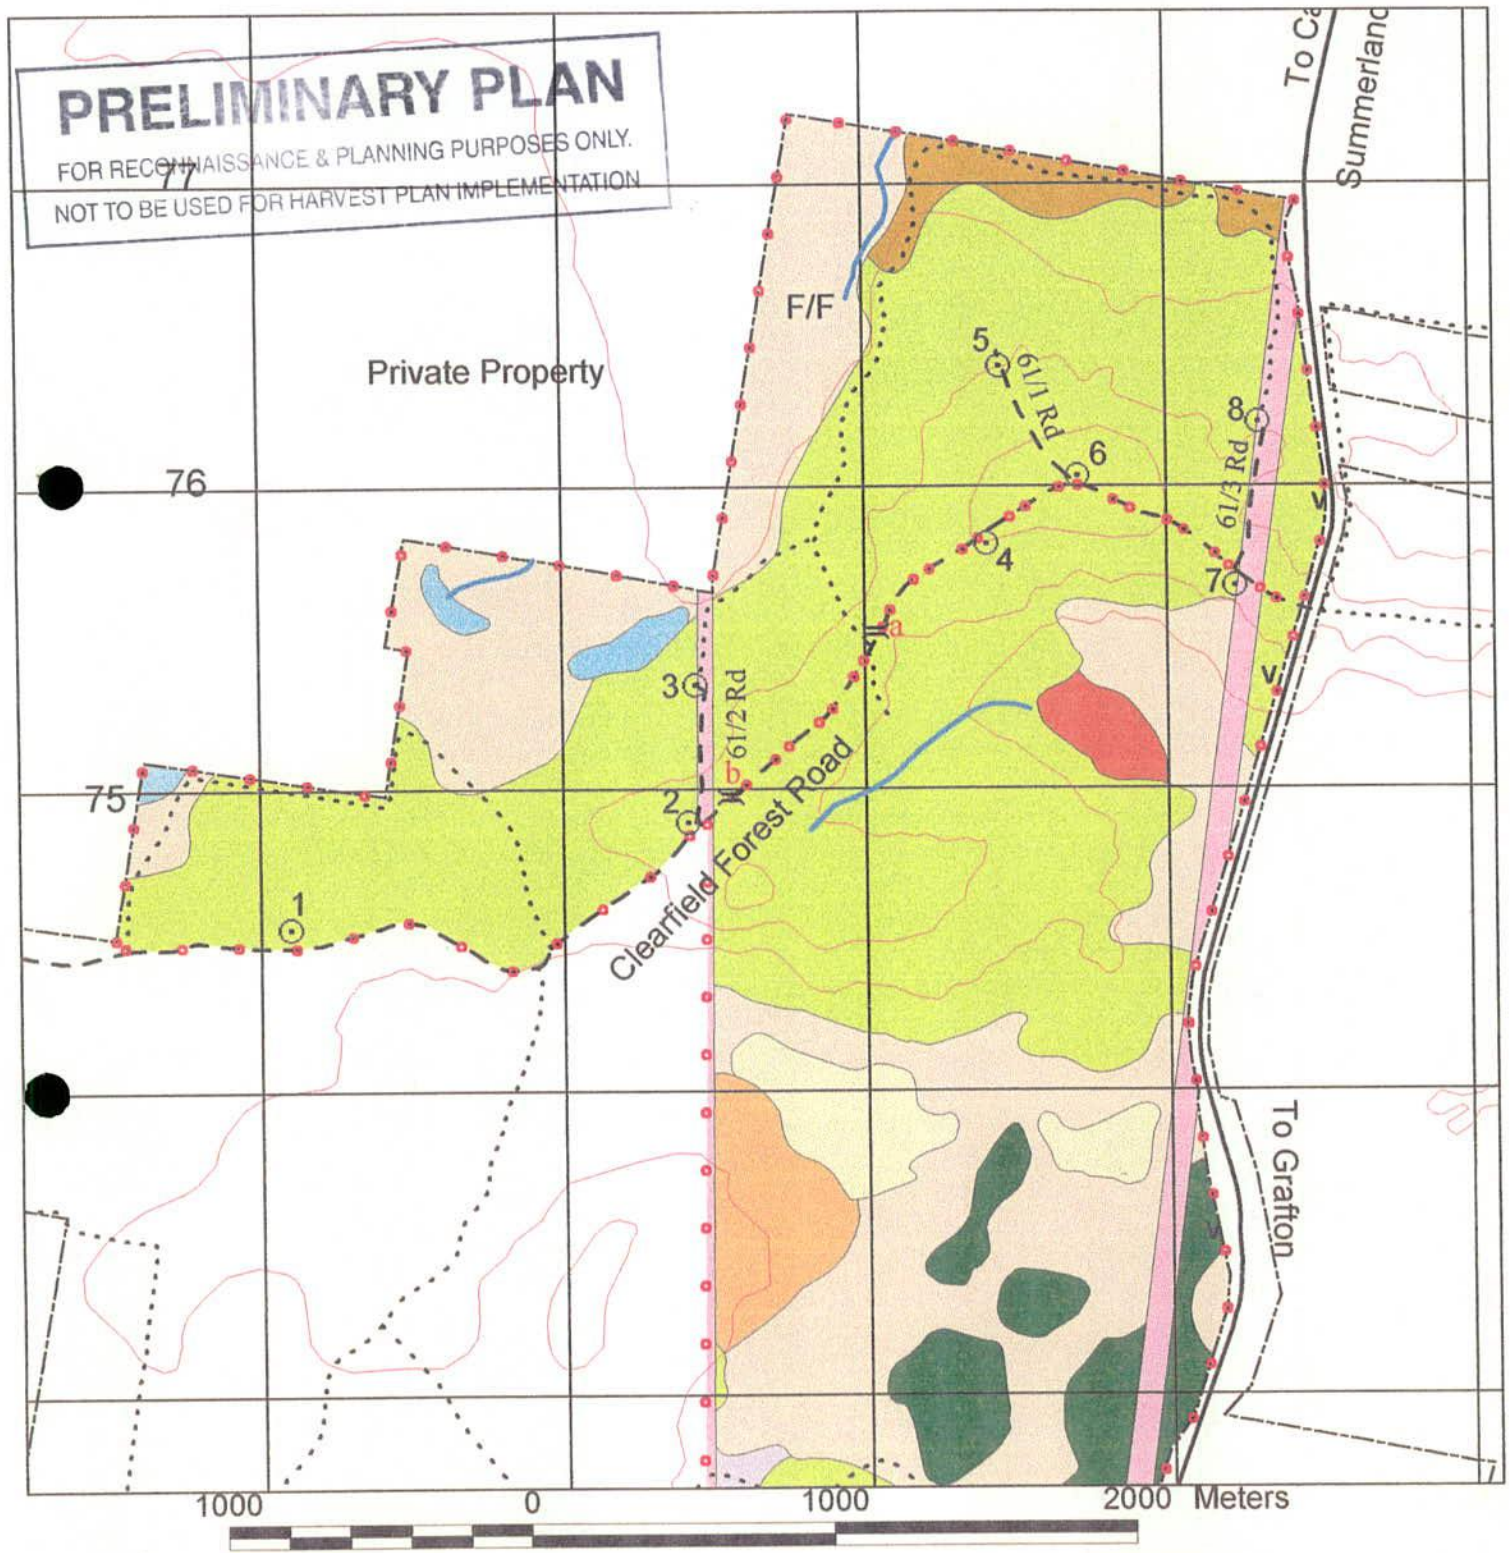 To Ca
Summerland
PRELIMINARY PLAN
FOR RECONNAISSANCE & PLANNING PURPOSES ONLY.
77
NOT TO BE USED FOR HARVEST PLAN IMPLEMENTATION
F/F
Private Property
5
61/1 Rd
8
6
76
61/3 Rd
4
7
a
3
61/2 Rd
b
75
2
Clearfield Forest Road
1
To Grafton
1000 0 1000 2000 Meters